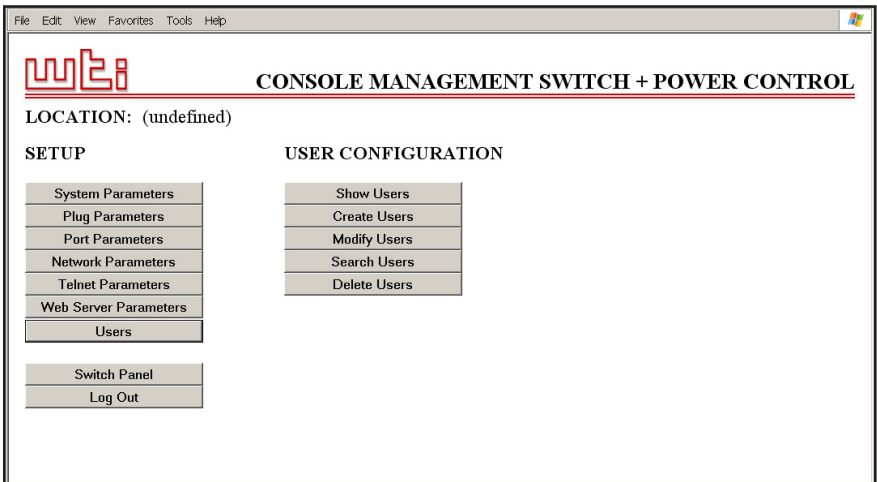 File Edit View Favorites Tools Help
wti
CONSOLE MANAGEMENT SWITCH + POWER CONTROL
LOCATION: (undefined)
SETUP
USER CONFIGURATION
System Parameters
Plug Parameters
Port Parameters
Network Parameters
Telnet Parameters
Web Server Parameters
Users
Switch Panel
Log Out
Show Users
Create Users
Modify Users
Search Users
Delete Users